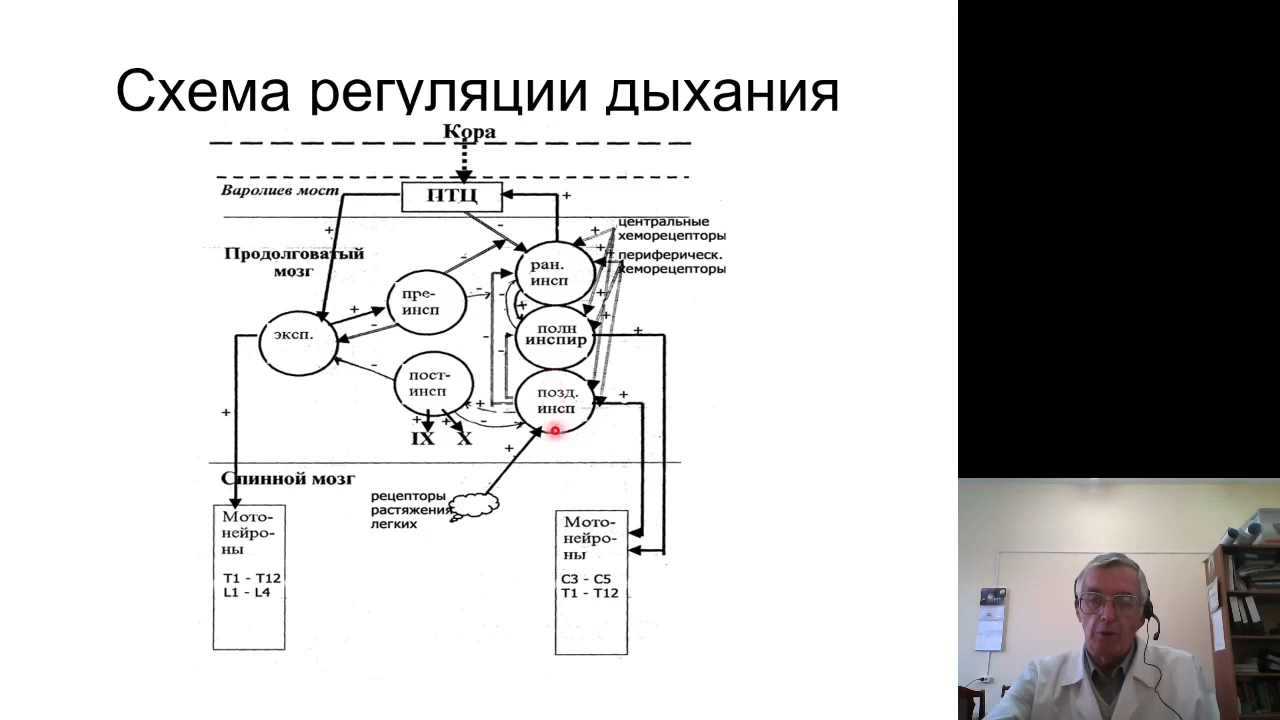 Схема регуляции дыхания
Кора
Варолиев мост
ПТЦ
+
+
-
центральные
хеморецепторы
+
+
+
периферическ.
хеморецепторы
Продолговатый
мозг
-
ран.
инсп
пре-
инсп
-
-
+
+
+
+
эксп.
-
полн
инспир
+
-
-
-
пост-
инсп
позд.
инсп
+
+
+
+
+
-
IX
X
+
Спинной мозг
рецепторы
растяжения
легких
Мото-
нейро-
ны
T1 - T12
L1 - L4
Мото-
нейро-
ны
C3 - C5
T1 - T12